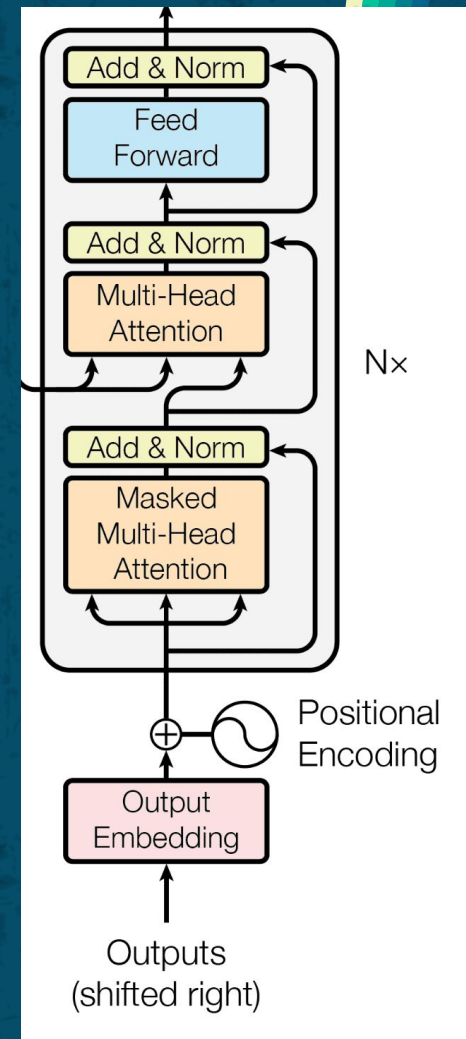 Add & Norm
Feed
Forward
Add & Norm
Multi-Head
Attention
N×
Add & Norm
Masked
Multi-Head
Attention
Positional
Encoding
Output
Embedding
Outputs
(shifted right)